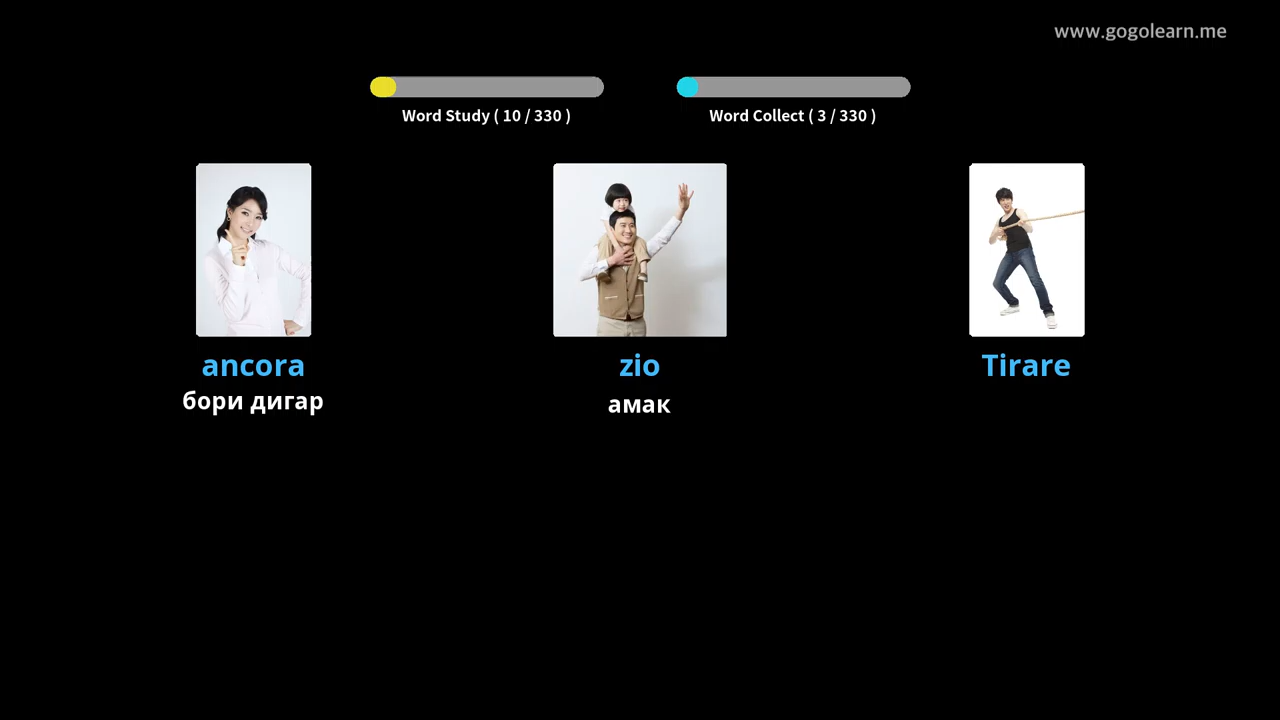 www.gogolearn.me
Word Study ( 10 / 330 )
Word Collect ( 3 / 330 )
ancora
бори дигар
zio
амак
Tirare